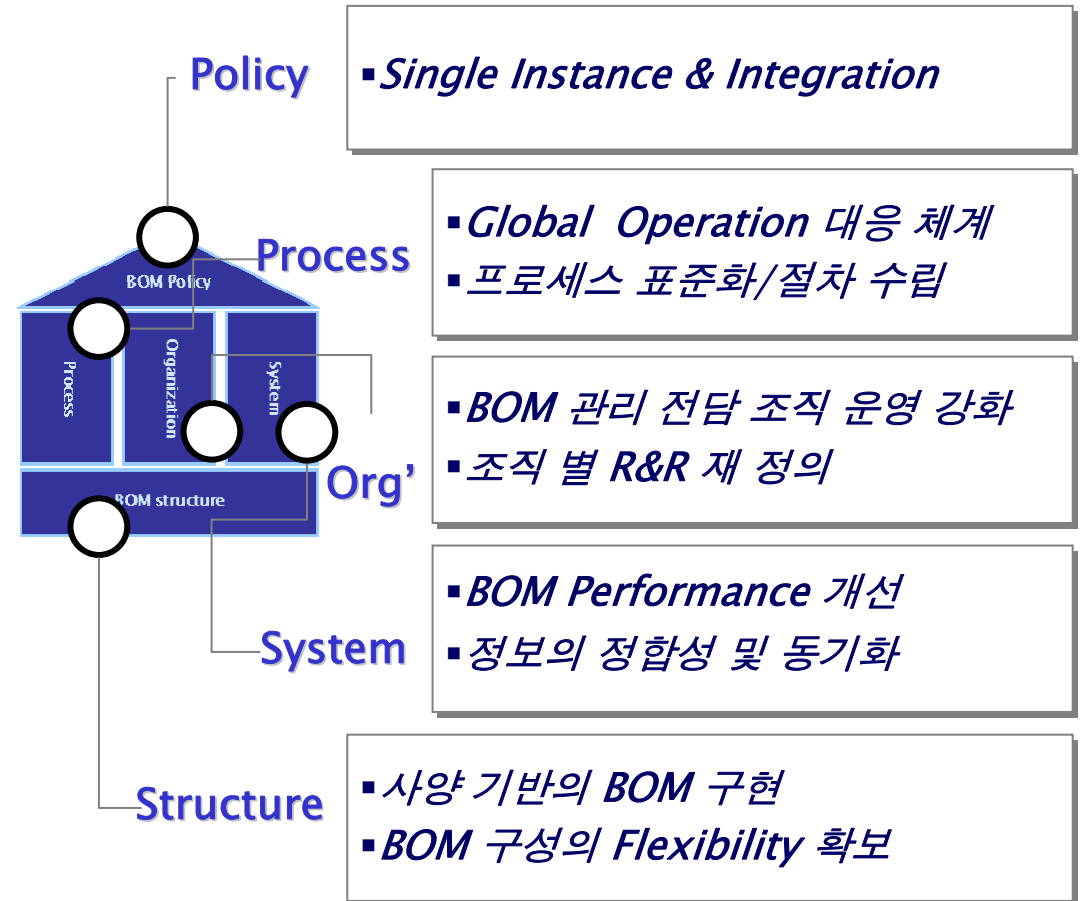 Policy
▪Single Instance & Integration
Process
▪Global  Operation 대응 체계
▪프로세스 표준화/절차 수립
BOM Policy
Process
Organization
System
BOM structure
Org’
▪BOM 관리 전담 조직 운영 강화
▪조직 별 R&R 재 정의
System
▪BOM Performance 개선
▪정보의 정합성 및 동기화
Structure
▪사양 기반의 BOM 구현
▪BOM 구성의 Flexibility 확보